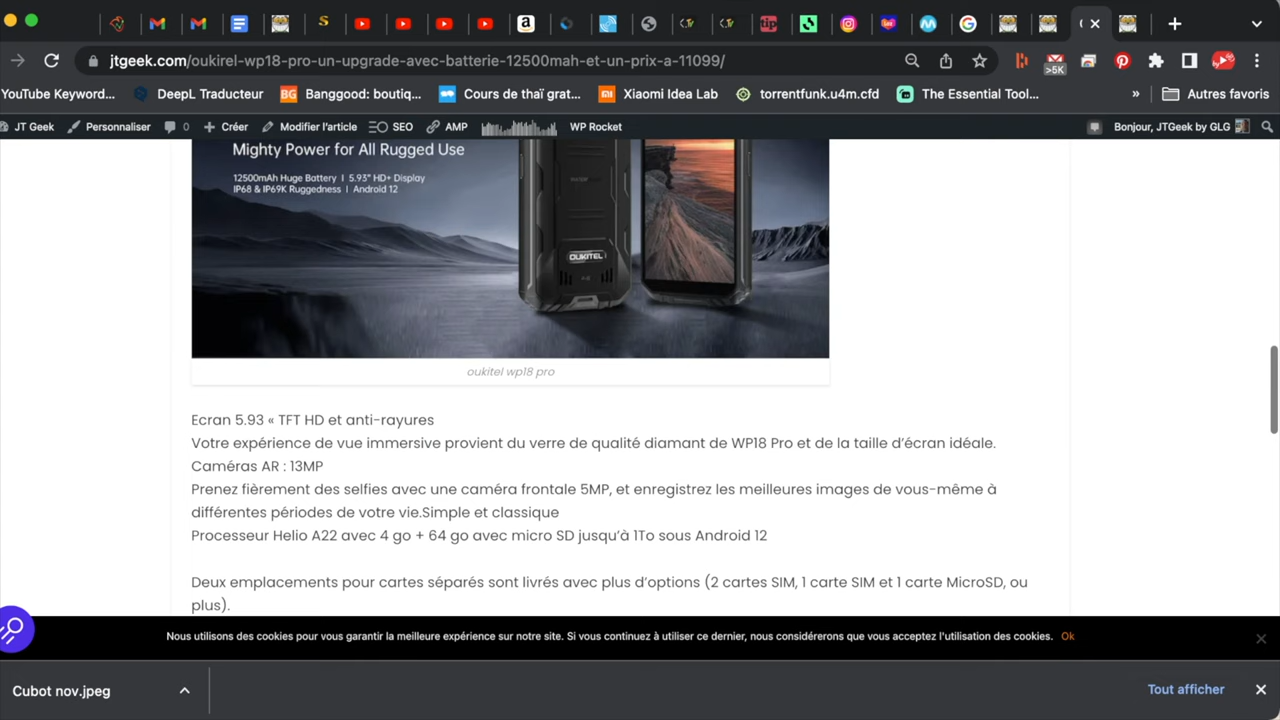 jtgeek.com/oukirel-wp18-pro-un-upgrade-avec-batterie-12500mah-et-un-prix-a-11099/
>5K
YouTube Keyword...
DeepL Traducteur
BG Banggood: boutiq...
Cours de thaï grat...
Xiaomi Idea Lab
torrentfunk.u4m.cfd
The Essential Tool...
»
Autres favoris
JT Geek
Personnaliser
0
Créer
Modifier l'article
SEO
AMP
WP Rocket
Bonjour, JTGeek by GLG
Mighty Power for All Rugged Use
12500mAh Huge Battery | 5.93" HD+ Display
IP68 & IP69K Ruggedness | Android 12
OUKITEL
oukitel wp18 pro
Ecran 5.93 « TFT HD et anti-rayures
Votre expérience de vue immersive provient du verre de qualité diamant de WP18 Pro et de la taille d'écran idéale.
Caméras AR : 13MP
Prenez fièrement des selfies avec une caméra frontale 5MP, et enregistrez les meilleures images de vous-même à
différentes périodes de votre vie.Simple et classique
Processeur Helio A22 avec 4 go + 64 go avec micro SD jusqu'à 1To sous Android 12
Deux emplacements pour cartes séparés sont livrés avec plus d'options (2 cartes SIM, 1 carte SIM et 1 carte MicroSD, ou
plus).
Nous utilisons des cookies pour vous garantir la meilleure expérience sur notre site. Si vous continuez à utiliser ce dernier, nous considérerons que vous acceptez l'utilisation des cookies. Ok
Cubot nov.jpeg
Tout afficher